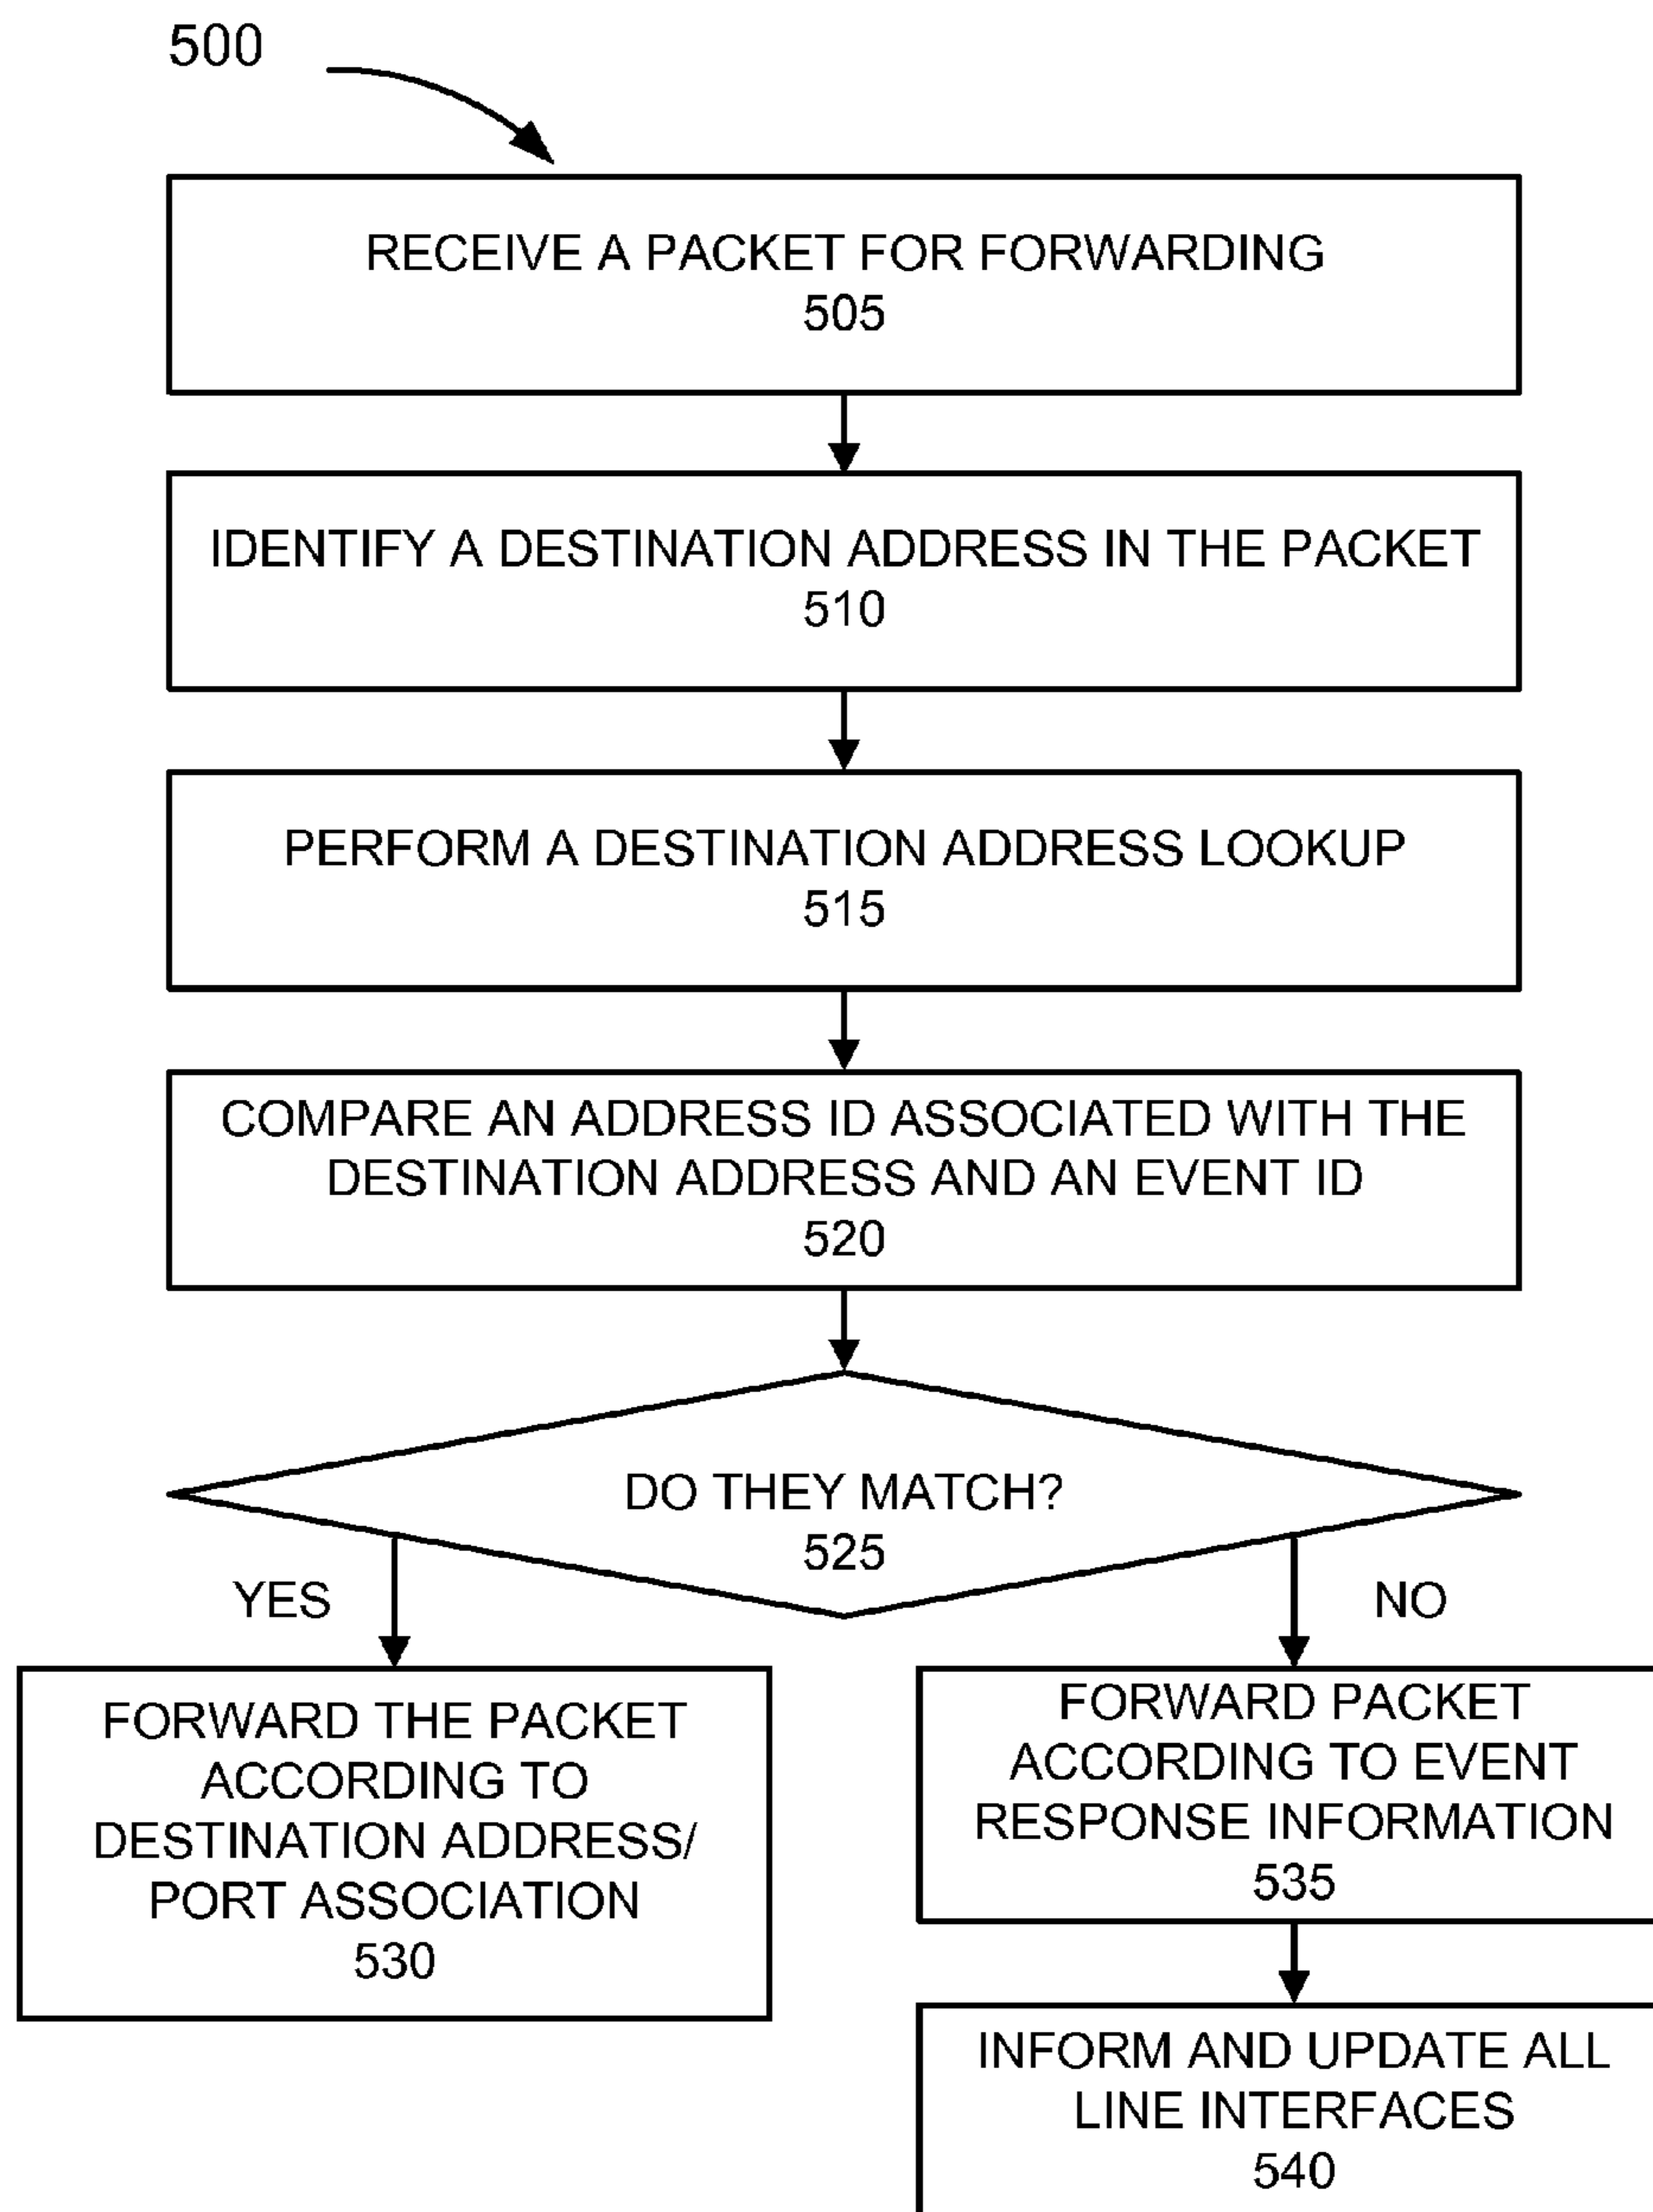 500
RECEIVE A PACKET FOR FORWARDING
505
IDENTIFY A DESTINATION ADDRESS IN THE PACKET
510
PERFORM A DESTINATION ADDRESS LOOKUP
515
COMPARE AN ADDRESS ID ASSOCIATED WITH THE
DESTINATION ADDRESS AND AN EVENT ID
520
DO THEY MATCH?
525
YES
NO
FORWARD THE PACKET
ACCORDING TO
DESTINATION ADDRESS/
PORT ASSOCIATION
530
FORWARD PACKET
ACCORDING TO EVENT
RESPONSE INFORMATION
535
INFORM AND UPDATE ALL
LINE INTERFACES
540